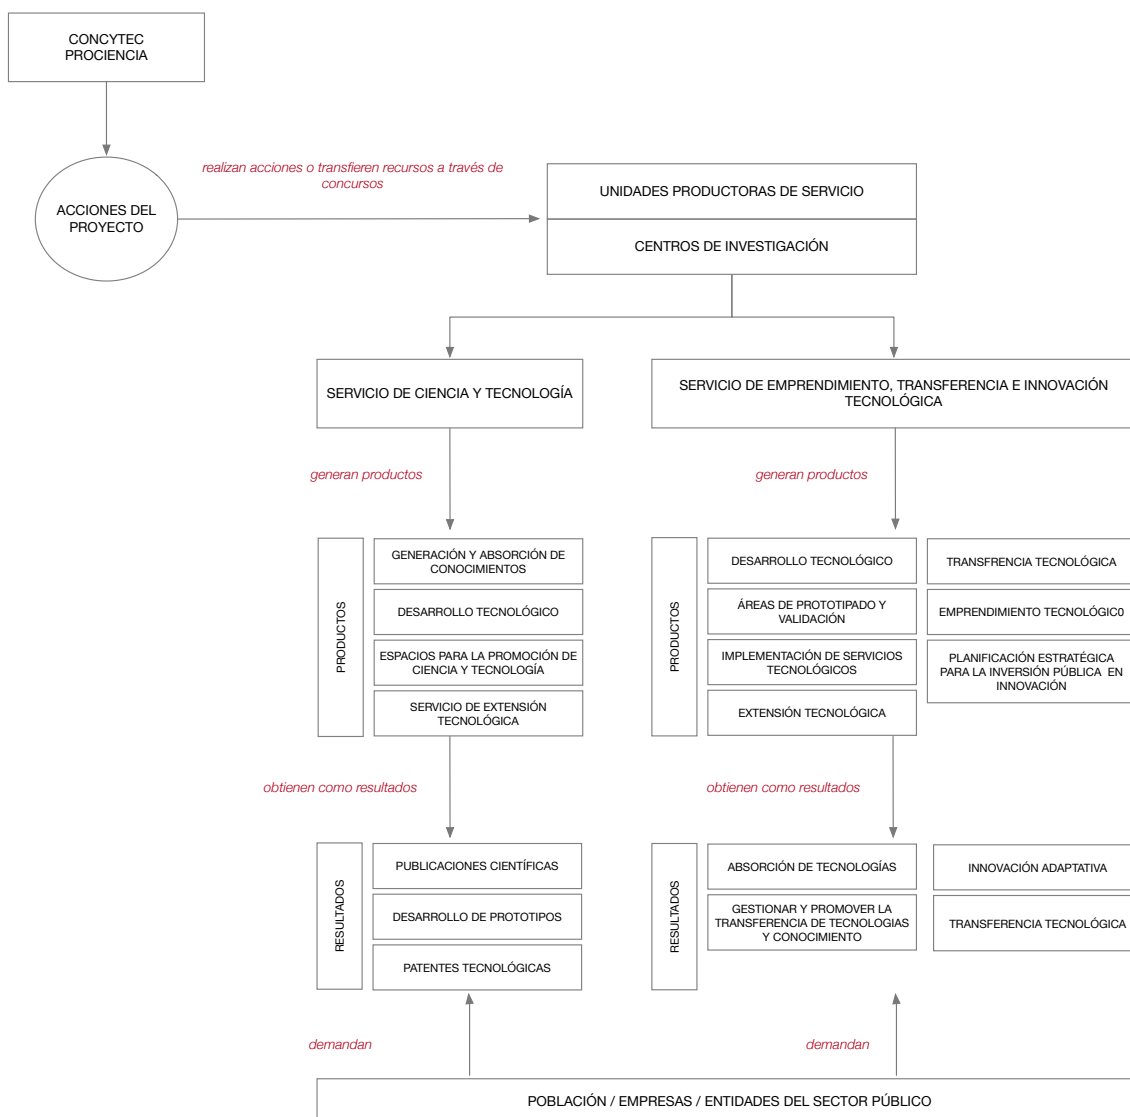 CONCYTEC
PROCIENCIA
realizan acciones o transfieren recursos a través de
concursos
ACCIONES DEL
PROYECTO
UNIDADES PRODUCTORAS DE SERVICIO
CENTROS DE INVESTIGACIÓN
SERVICIO DE CIENCIA Y TECNOLOGÍA
SERVICIO DE EMPRENDIMIENTO, TRANSFERENCIA E INNOVACIÓN
TECNOLÓGICA
generan productos
generan productos
PRODUCTOS
GENERACIÓN Y ABSORCIÓN DE
CONOCIMIENTOS
DESARROLLO TECNOLÓGICO
ESPACIOS PARA LA PROMOCIÓN DE
CIENCIA Y TECNOLOGÍA
SERVICIO DE EXTENSIÓN
TECNOLÓGICA
PRODUCTOS
DESARROLLO TECNOLÓGICO
ÁREAS DE PROTOTIPADO Y
VALIDACIÓN
IMPLEMENTACIÓN DE SERVICIOS
TECNOLÓGICOS
EXTENSIÓN TECNOLÓGICA
TRANSFRENCIA TECNOLÓGICA
EMPRENDIMIENTO TECNOLÓGIC0
PLANIFICACIÓN ESTRATÉGICA
PARA LA INVERSIÓN PÚBLICA EN
INNOVACIÓN
obtienen como resultados
obtienen como resultados
RESULTADOS
PUBLICACIONES CIENTÍFICAS
DESARROLLO DE PROTOTIPOS
PATENTES TECNOLÓGICAS
RESULTADOS
ABSORCIÓN DE TECNOLOGÍAS
GESTIONAR Y PROMOVER LA
TRANSFERENCIA DE TECNOLOGIAS
Y CONOCIMIENTO
INNOVACIÓN ADAPTATIVA
TRANSFERENCIA TECNOLÓGICA
demandan
demandan
POBLACIÓN / EMPRESAS / ENTIDADES DEL SECTOR PÚBLICO